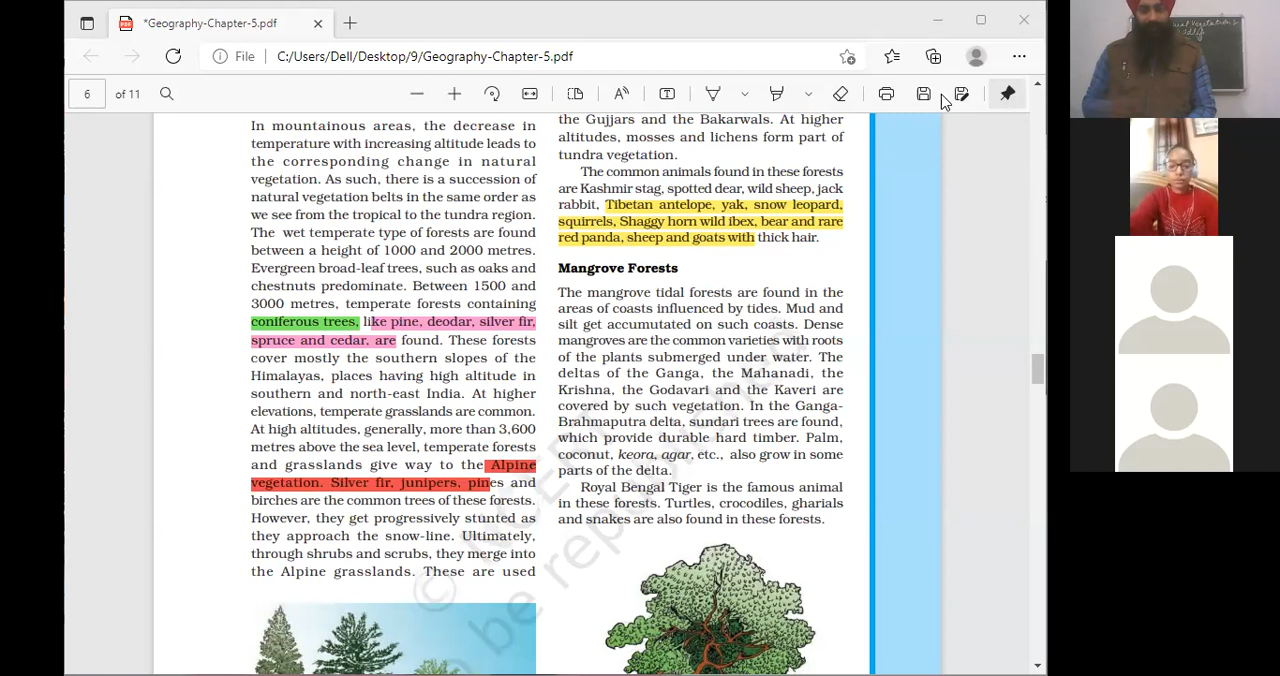 *Geography-Chapter-5.pdf
File C:/Users/Dell/Desktop/9/Geography-Chapter-5.pdf
6 of 11
In mountainous areas, the decrease in
temperature with increasing altitude leads to
the corresponding change in natural
vegetation. As such, there is a succession of
natural vegetation belts in the same order as
we see from the tropical to the tundra region.
The wet temperate type of forests are found
between a height of 1000 and 2000 metres.
Evergreen broad-leaf trees, such as oaks and
chestnuts predominate. Between 1500 and
3000 metres, temperate forests containing
coniferous trees, like pine, deodar, silver fir,
spruce and cedar, are found. These forests
cover mostly the southern slopes of the
Himalayas, places having high altitude in
southern and north-east India. At higher
elevations, temperate grasslands are common.
At high altitudes, generally, more than 3,600
metres above the sea level, temperate forests
and grasslands give way to the Alpine
vegetation. Silver fir, junipers, pines and
birches are the common trees of these forests.
However, they get progressively stunted as
they approach the snow-line. Ultimately,
through shrubs and scrubs, they merge into
the Alpine grasslands. These are used
the Gujjars and the Bakarwals. At higher
altitudes, mosses and lichens form part of
tundra vegetation.
The common animals found in these forests
are Kashmir stag, spotted dear, wild sheep, jack
rabbit, Tibetan antelope, yak, snow leopard,
squirrels, Shaggy horn wild ibex, bear and rare
red panda, sheep and goats with thick hair.
Mangrove Forests
The mangrove tidal forests are found in the
areas of coasts influenced by tides. Mud and
silt get accumutated on such coasts. Dense
mangroves are the common varieties with roots
of the plants submerged under water. The
deltas of the Ganga, the Mahanadi, the
Krishna, the Godavari and the Kaveri are
covered by such vegetation. In the Ganga-
Brahmaputra delta, sundari trees are found,
which provide durable hard timber. Palm,
coconut, keora, agar, etc., also grow in some
parts of the delta.
Royal Bengal Tiger is the famous animal
in these forests. Turtles, crocodiles, gharials
and snakes are also found in these forests.
© NCERT
be republished
Vegetation